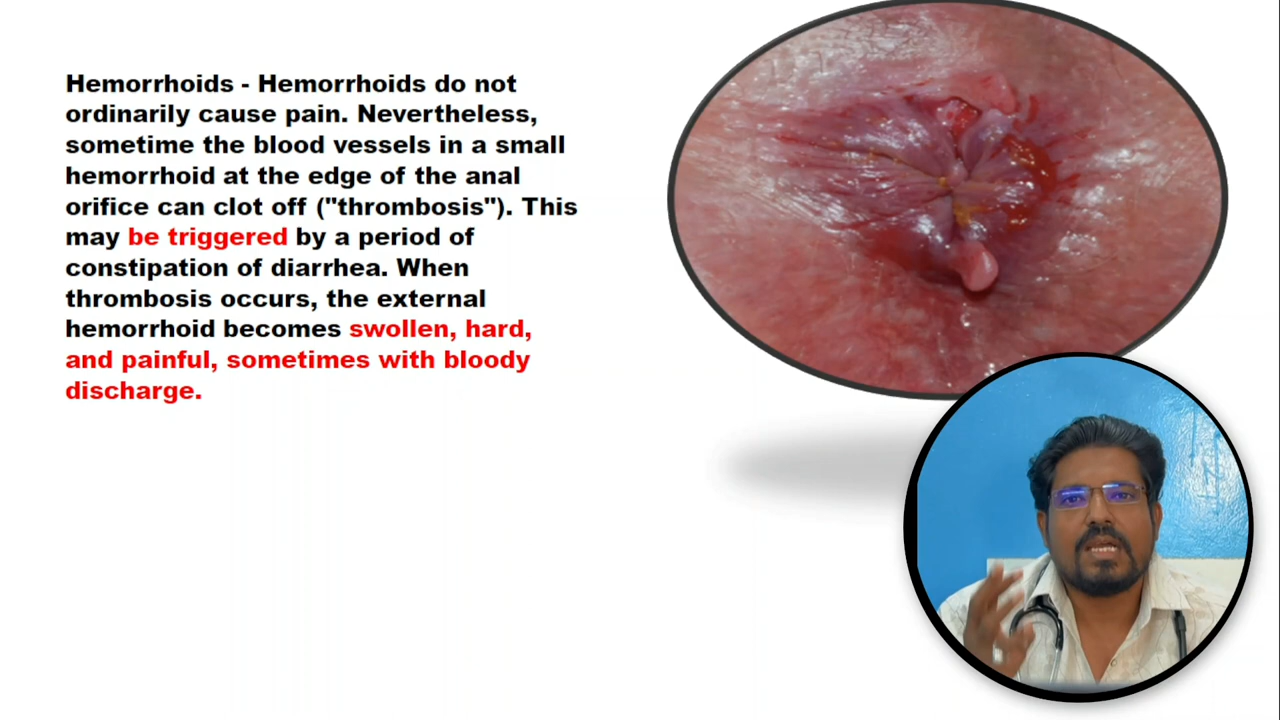 Hemorrhoids - Hemorrhoids do not
ordinarily cause pain. Nevertheless,
sometime the blood vessels in a small
hemorrhoid at the edge of the anal
orifice can clot off ("thrombosis"). This
may be triggered by a period of
constipation of diarrhea. When
thrombosis occurs, the external
hemorrhoid becomes swollen, hard,
and painful, sometimes with bloody
discharge.